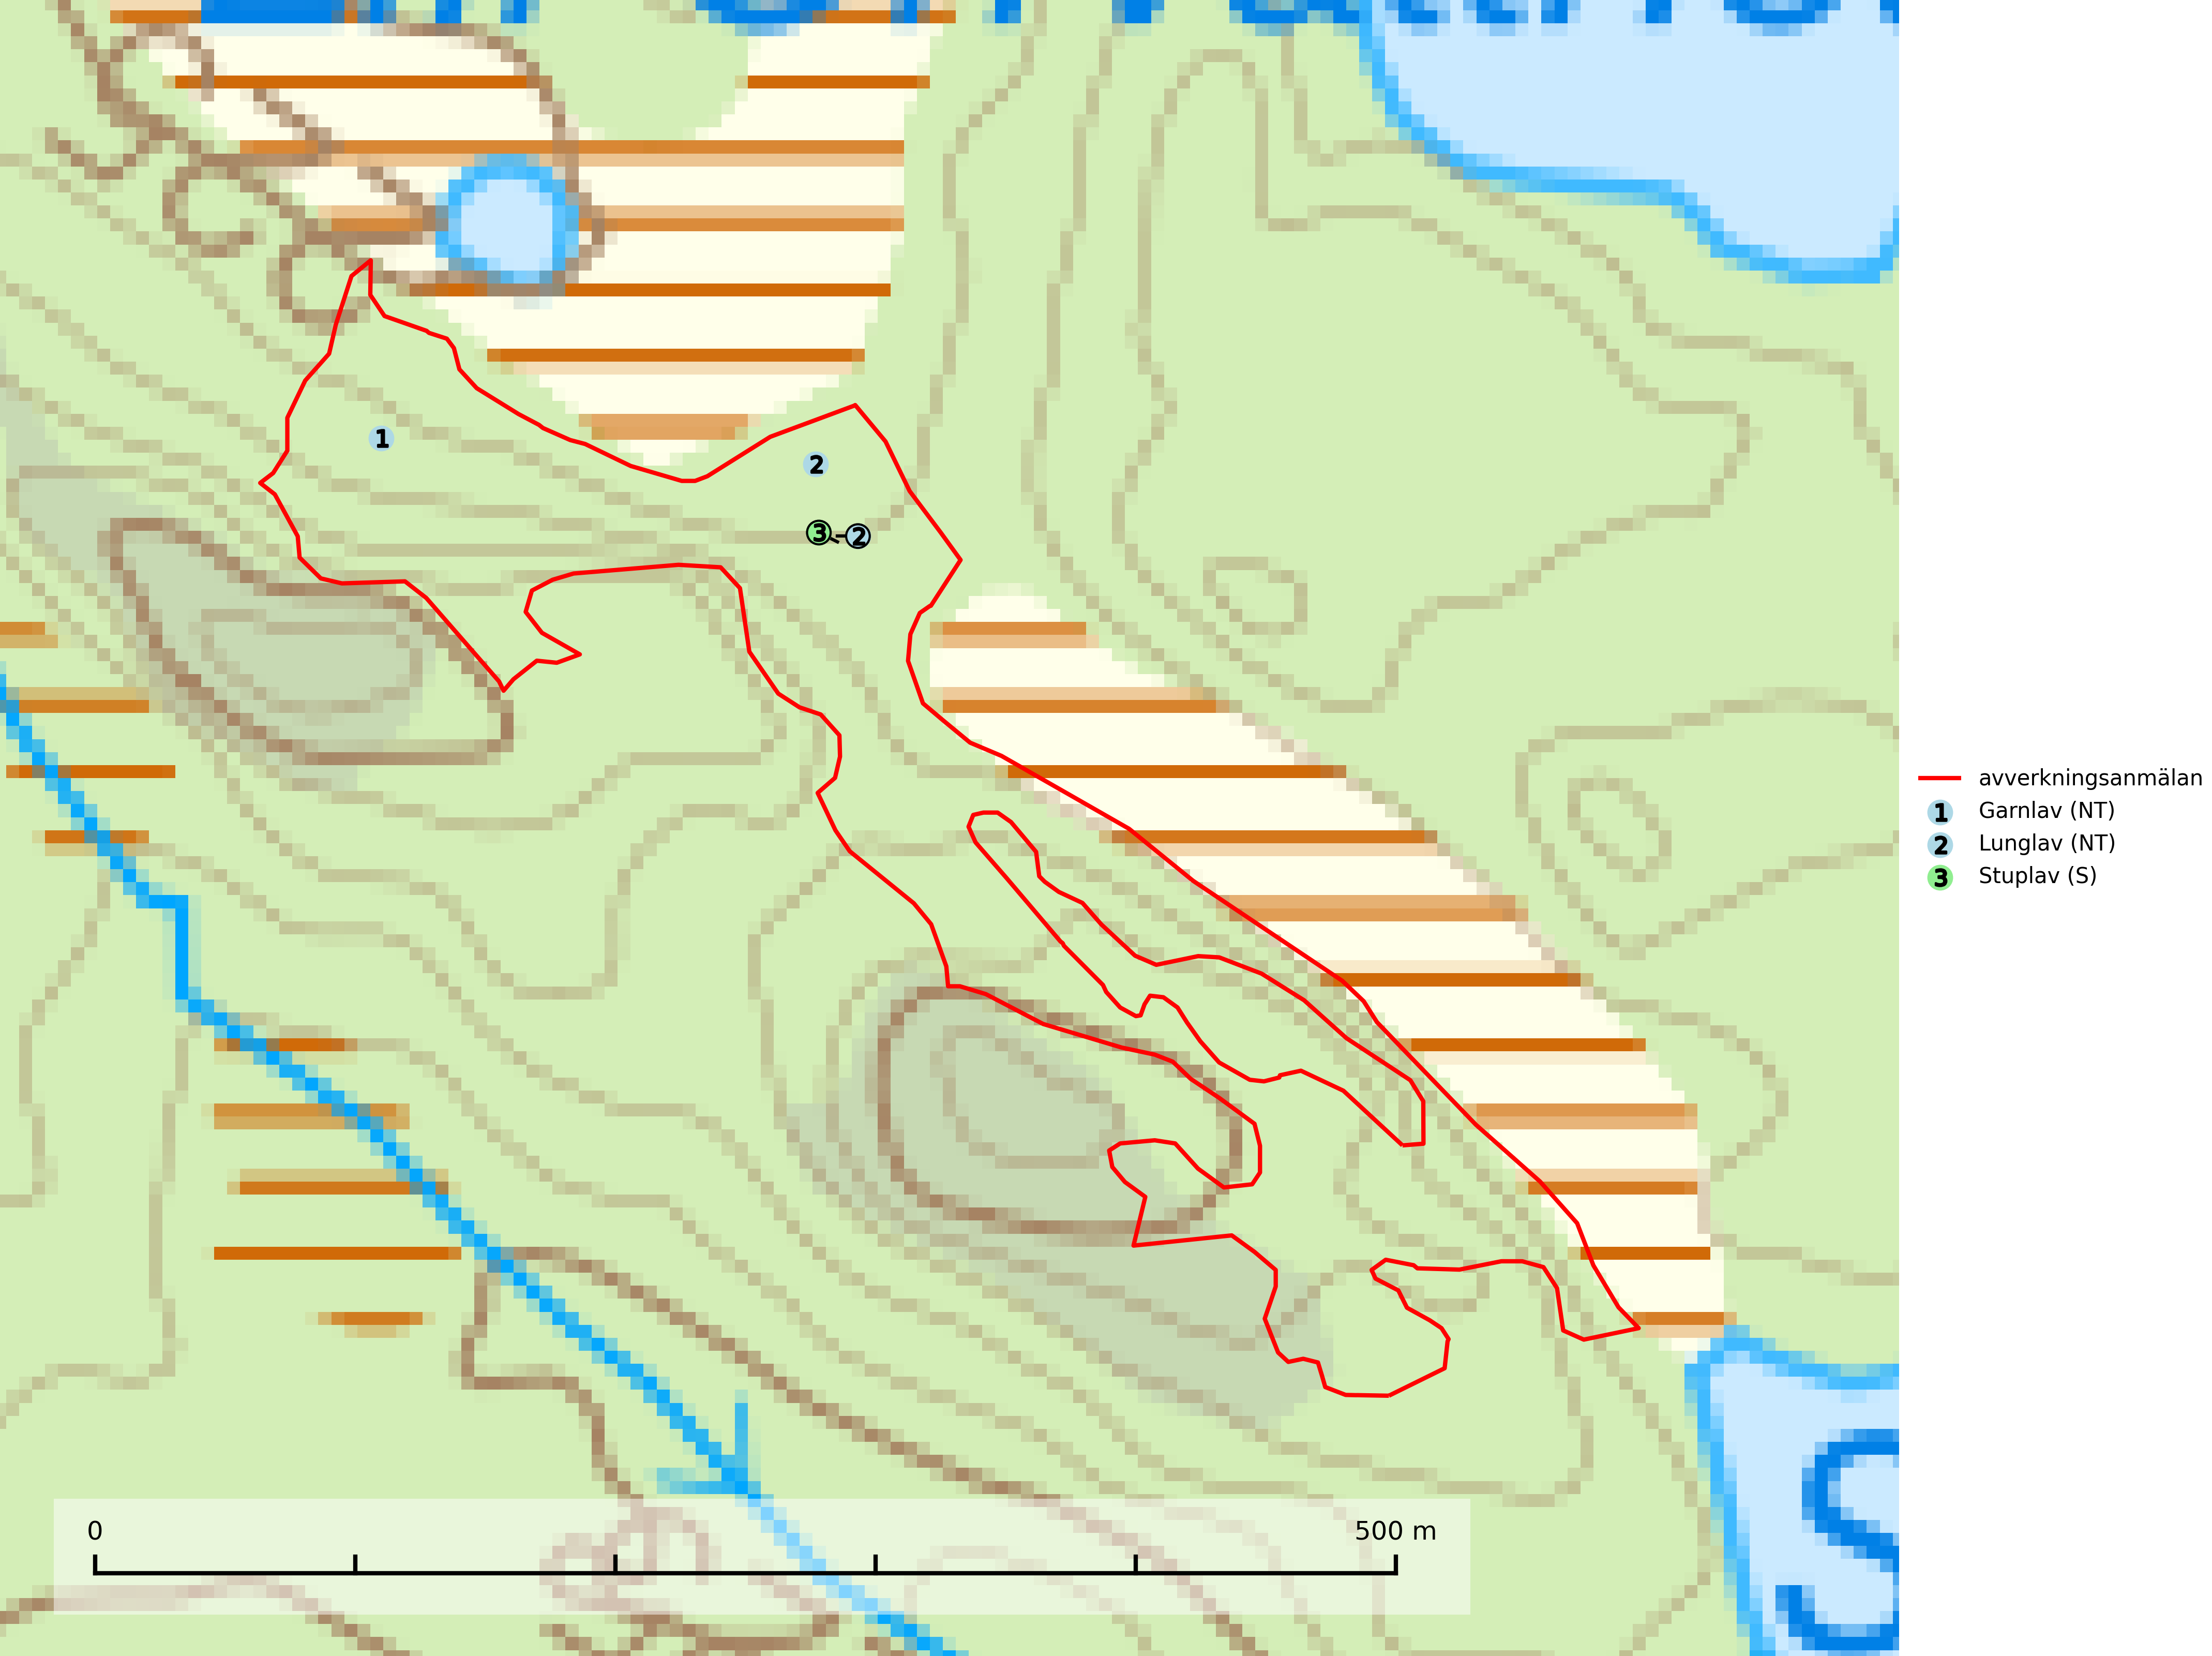 1
2
3 2
avverkningsanmälan
1 Garnlav (NT)
2 Lunglav (NT)
3 Stuplav (S)
0 500 m